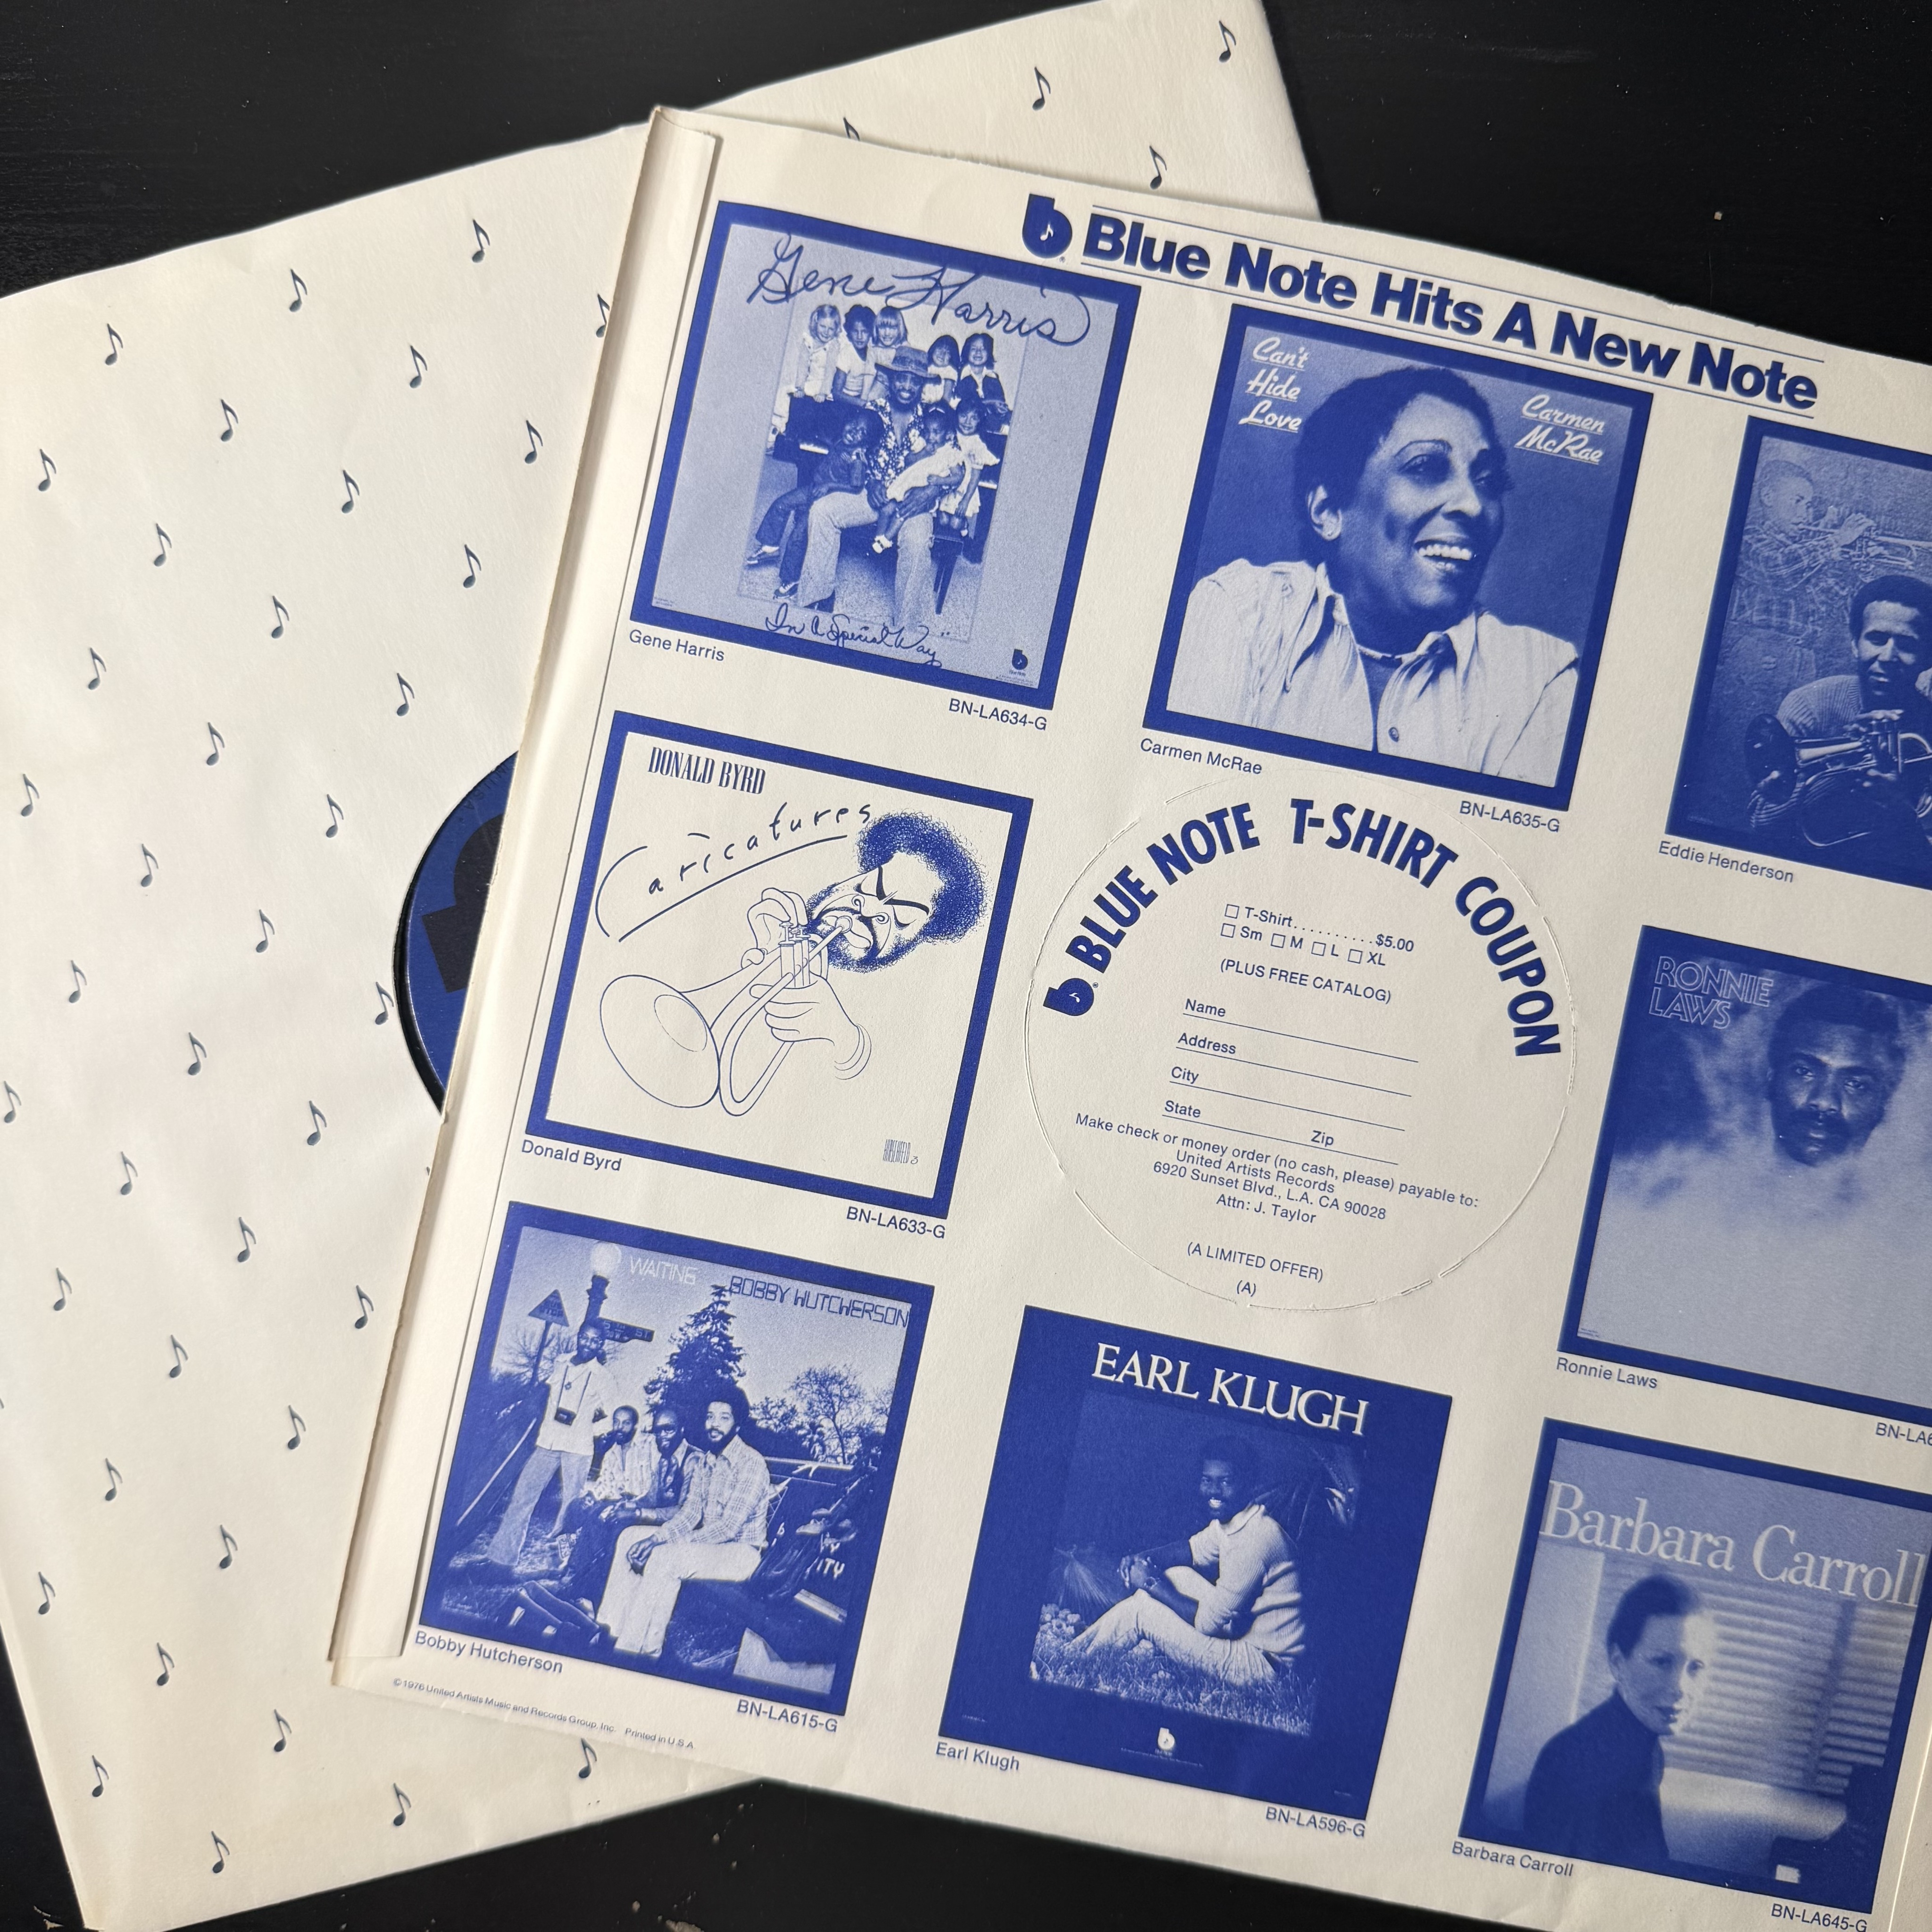 Blue Note Hits A New Note
Gene Harris
In A Special Way
Gene Harris
BN-LA634-G
Can't
Hide
Love
Carmen
McRae
Carmen McRae
BN-LA635-G
Eddie Henderson
DONALD BYRD
Caricatures
Donald Byrd
BN-LA633-G
BLUE NOTE T-SHIRT COUPON
T-Shirt..........$5.00
Sm M L XL
(PLUS FREE CATALOG)
Name
Address
City
State
Zip
Make check or money order (no cash, please) payable to:
United Artists Records
6920 Sunset Blvd., L.A. CA 90028
Attn: J. Taylor
(A LIMITED OFFER)
(A)
RONNIE
LAWS
Ronnie Laws
BN-LA6
WAITING
BOBBY HUTCHERSON
Bobby Hutcherson
BN-LA615-G
EARL KLUGH
Earl Klugh
BN-LA596-G
Barbara Carroll
Barbara Carroll
BN-LA645-G
© 1976 United Artists Music and Records Group, Inc. Printed in U.S.A.